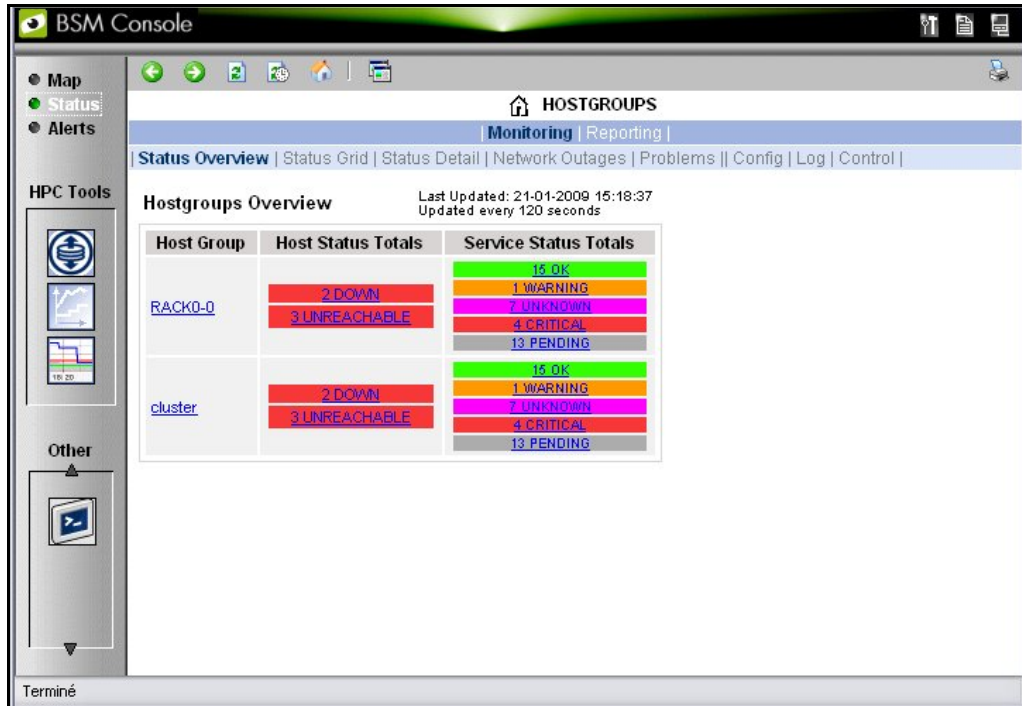 BSM Console
Map
Status
Alerts
HPC Tools
18 20
Other
HOSTGROUPS
| Monitoring | Reporting |
| Status Overview | Status Grid | Status Detail | Network Outages | Problems || Config | Log | Control |
Hostgroups Overview
Last Updated: 21-01-2009 15:18:37
Updated every 120 seconds
Host Group Host Status Totals Service Status Totals
RACK0-0
2 DOWN
3 UNREACHABLE
15 OK
1 WARNING
7 UNKNOWN
4 CRITICAL
13 PENDING
cluster
2 DOWN
3 UNREACHABLE
15 OK
1 WARNING
7 UNKNOWN
4 CRITICAL
13 PENDING
Terminé